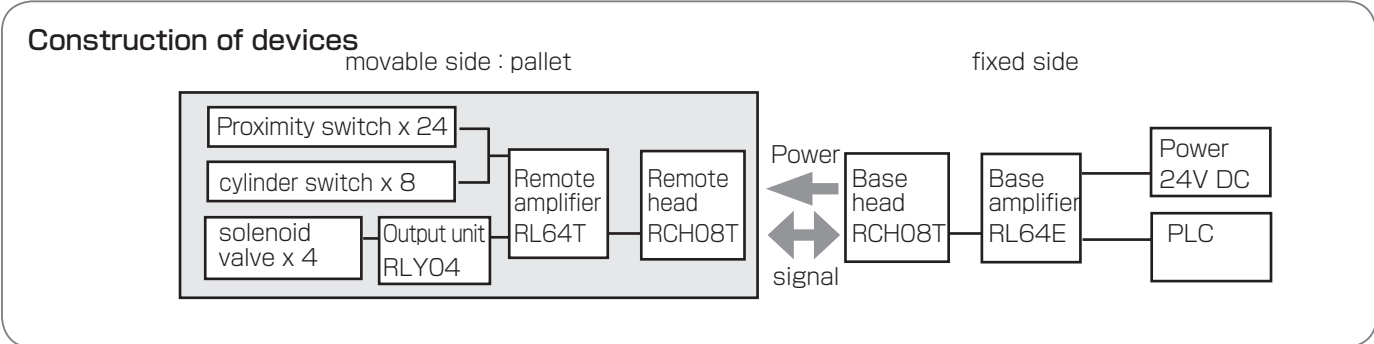 Construction of devices
movable side : pallet
fixed side
Proximity switch x 24
cylinder switch x 8
solenoid
valve x 4
Output unit
RLY04
Remote
amplifier
RL64T
Remote
head
RCH08T
Power
signal
Base
head
RCH08T
Base
amplifier
RL64E
Power
24V DC
PLC